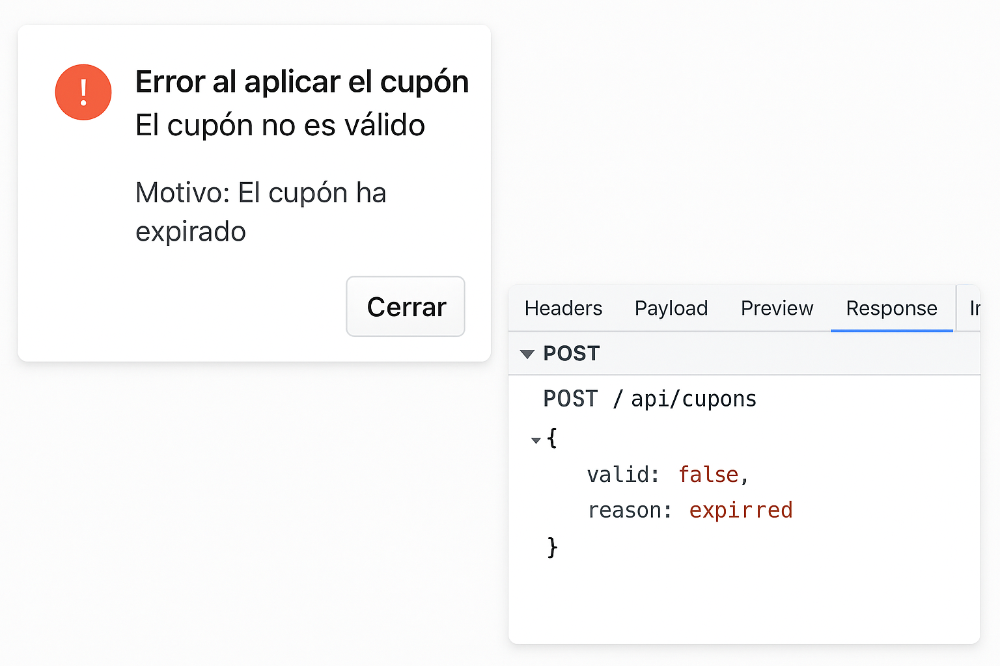 !
Error al aplicar el cupón
El cupón no es válido
Motivo: El cupón ha
expirado
Cerrar
Headers Payload Preview Response
POST
POST / api/cupons
{
valid: false,
reason: expirred
}